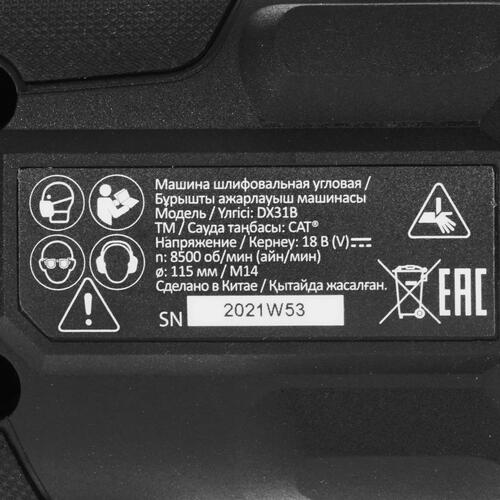 Машина шлифовальная угловая /
Бұрышты ажарлауыш машинасы
Модель / Үлгісі: DX31B
ТМ / Сауда таңбасы: CAT®
Напряжение / Кернеу: 18 В (V)
n: 8500 об/мин (айн/мин)
ø: 115 мм / М14
Сделано в Китае / Қытайда жасалған.
SN 2021W53
EAC